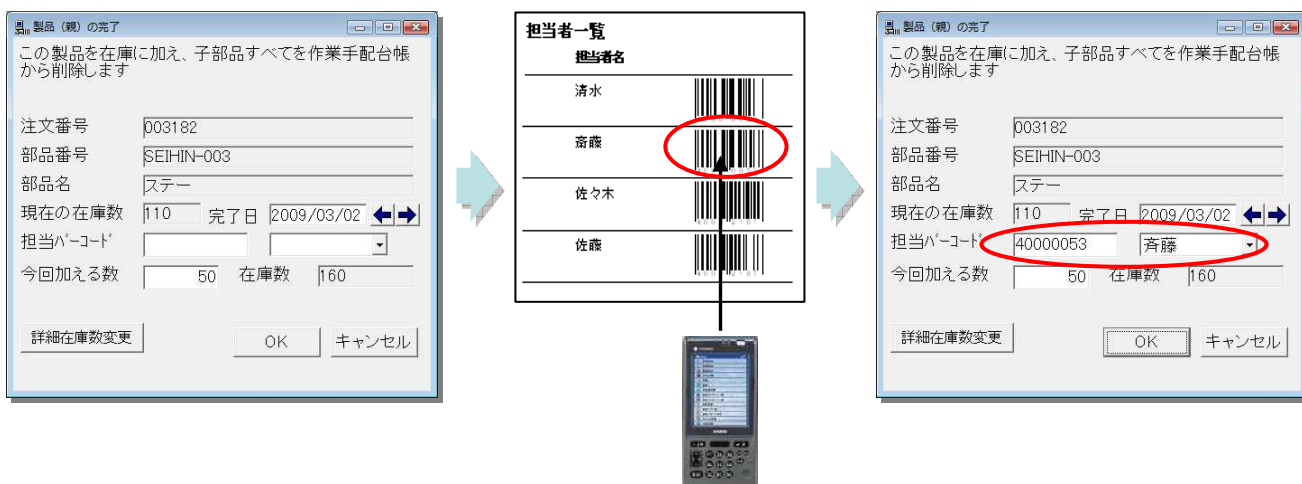 製品（親）の完了
この製品を在庫に加え、子部品すべてを作業手配台帳
から削除します
注文番号 003182
部品番号 SEIHIN-003
部品名 ステー
現在の在庫数 110 完了日 2009/03/02
担当ﾊﾞｰｺｰﾄﾞ
今回加える数 50 在庫数 160
詳細在庫数変更 OK キャンセル
担当者一覧
担当者名
清水
斎藤
佐々木
佐藤
製品（親）の完了
この製品を在庫に加え、子部品すべてを作業手配台帳
から削除します
注文番号 003182
部品番号 SEIHIN-003
部品名 ステー
現在の在庫数 110 完了日 2009/03/02
担当ﾊﾞｰｺｰﾄﾞ 40000053 斉藤
今回加える数 50 在庫数 160
詳細在庫数変更 OK キャンセル